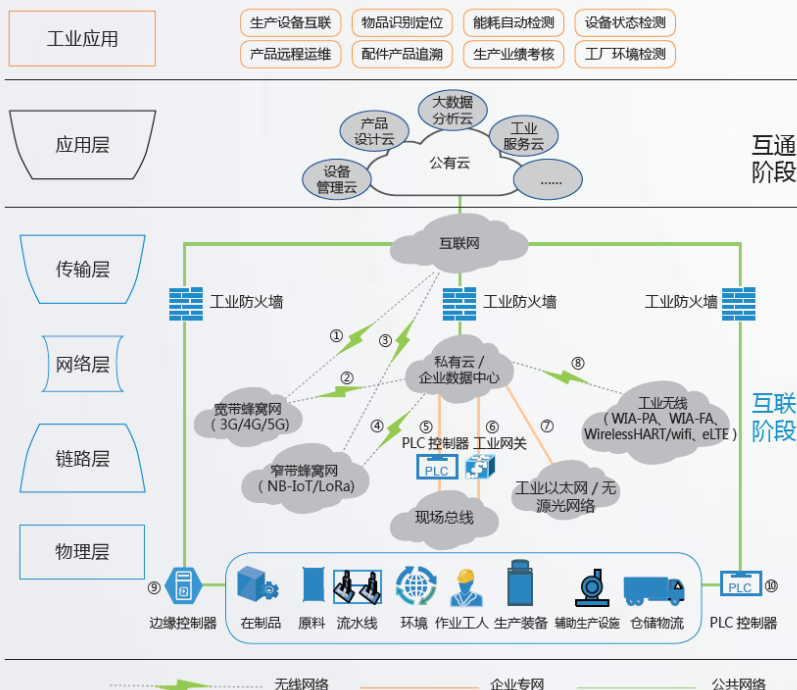 工业应用
生产设备互联
物品识别定位
能耗自动检测
设备状态检测
产品远程运维
配件产品追溯
生产业绩考核
工厂环境检测
应用层
大数据
分析云
产品
设计云
工业
服务云
公有云
设备
管理云
……
互通
阶段
传输层
互联网
工业防火墙
工业防火墙
工业防火墙
①
③
②
⑧
网络层
私有云 /
企业数据中心
宽带蜂窝网
( 3G/4G/5G)
④
⑤
⑥
⑦
工业无线
( WIA-PA、WIA-FA、
WirelessHART/wifi、eLTE )
互联
阶段
链路层
PLC 控制器
工业网关
PLC
窄带蜂窝网
( NB-IoT/LoRa)
工业以太网 / 无
源光网络
现场总线
物理层
⑨
PLC
⑩
边缘控制器
在制品
原料
流水线
环境
作业工人
生产装备
辅助生产设施
仓储物流
PLC 控制器
无线网络
企业专网
公共网络